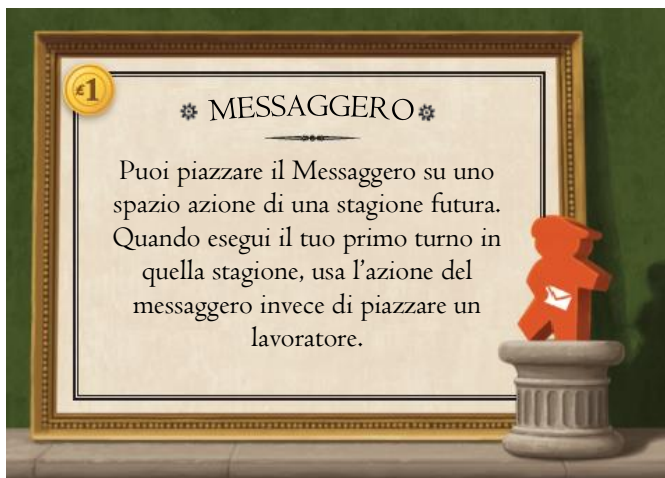 €1
MESSAGGERO
Puoi piazzare il Messaggero su uno
spazio azione di una stagione futura.
Quando esegui il tuo primo turno in
quella stagione, usa l'azione del
messaggero invece di piazzare un
lavoratore.